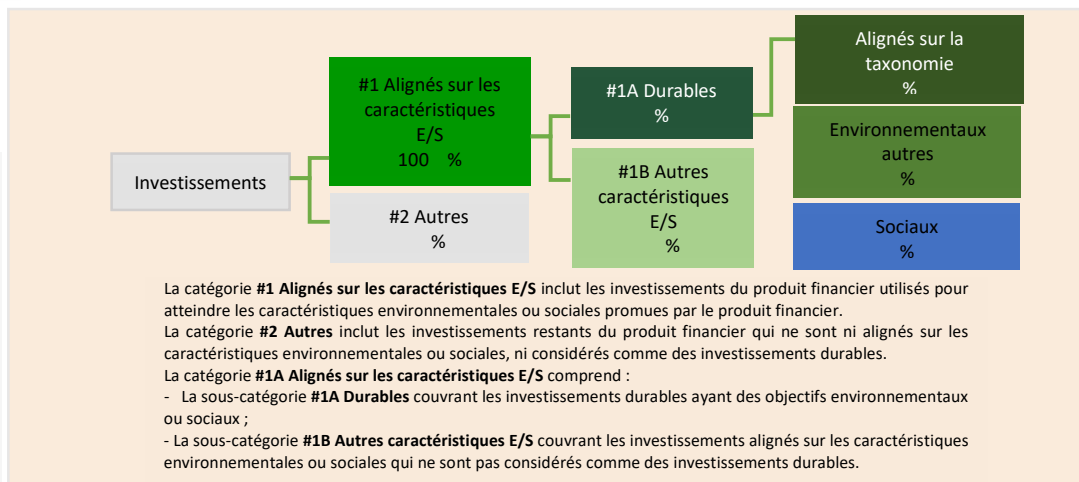 Investissements
#1 Alignés sur les
caractéristiques
E/S
100 %
#2 Autres
%
#1A Durables
%
#1B Autres
caractéristiques
E/S
%
Alignés sur la
taxonomie
%
Environnementaux
autres
%
Sociaux
%
La catégorie #1 Alignés sur les caractéristiques E/S inclut les investissements du produit financier utilisés pour
atteindre les caractéristiques environnementales ou sociales promues par le produit financier.
La catégorie #2 Autres inclut les investissements restants du produit financier qui ne sont ni alignés sur les
caractéristiques environnementales ou sociales, ni considérés comme des investissements durables.
La catégorie #1A Alignés sur les caractéristiques E/S comprend :
- La sous-catégorie #1A Durables couvrant les investissements durables ayant des objectifs environnementaux
ou sociaux ;
- La sous-catégorie #1B Autres caractéristiques E/S couvrant les investissements alignés sur les caractéristiques
environnementales ou sociales qui ne sont pas considérés comme des investissements durables.